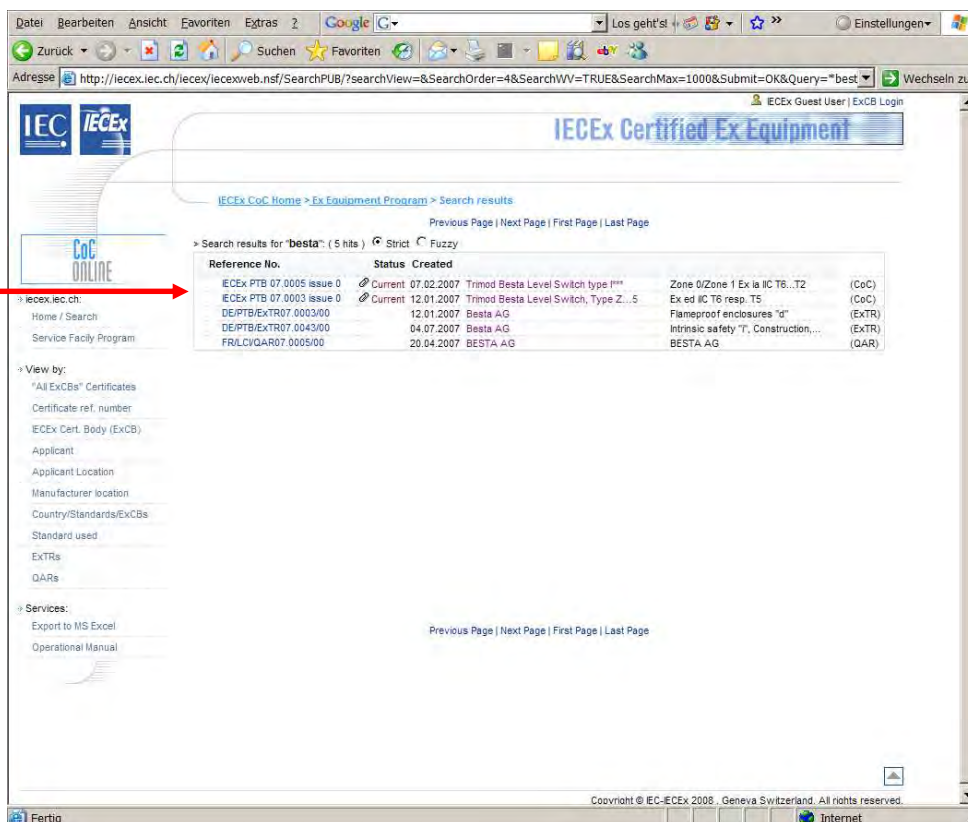 Datei Bearbeiten Ansicht Favoriten Extras ? Google G Los geht's! Einstellungen
Zurück Suchen Favoriten
Adresse http://iecex.iec.ch/iecex/iecexweb.nsf/SearchPUB/?searchView=&SearchOrder=4&SearchWV=TRUE&SearchMax=1000&Submit=OK&Query="best Wechseln zu
IECEx Guest User | ExCB Login
IEC IECEx IECEx Certified Ex Equipment
IECEx CoC Home > Ex Equipment Program > Search results
Previous Page | Next Page | First Page | Last Page
CoC ONLINE
> Search results for "besta": ( 5 hits ) Strict Fuzzy
Reference No. Status Created
IECEx PTB 07.0005 issue 0 Current 07.02.2007 Trimod Besta Level Switch type I*** Zone 0/Zone 1 Ex ia IIC T6...T2 (CoC)
IECEx PTB 07.0003 issue 0 Current 12.01.2007 Trimod Besta Level Switch, Type Z...5 Ex ed IIC T6 resp. T5 (CoC)
DE/PTB/ExTR07.0003/00 12.01.2007 Besta AG Flameproof enclosures "d" (ExTR)
DE/PTB/ExTR07.0043/00 04.07.2007 Besta AG Intrinsic safety "i", Construction,... (ExTR)
FR/LCI/QAR07.0005/00 20.04.2007 BESTA AG BESTA AG (QAR)
iecex.iec.ch:
Home / Search
Service Facily Program
View by:
"All ExCBs" Certificates
Certificate ref. number
IECEx Cert. Body (ExCB)
Applicant
Applicant Location
Manufacturer location
Country/Standards/ExCBs
Standard used
ExTRs
QARs
Services:
Export to MS Excel
Previous Page | Next Page | First Page | Last Page
Operational Manual
Copyright © IEC-IECEx 2008 . Geneva Switzerland. All rights reserved.
Fertig Internet